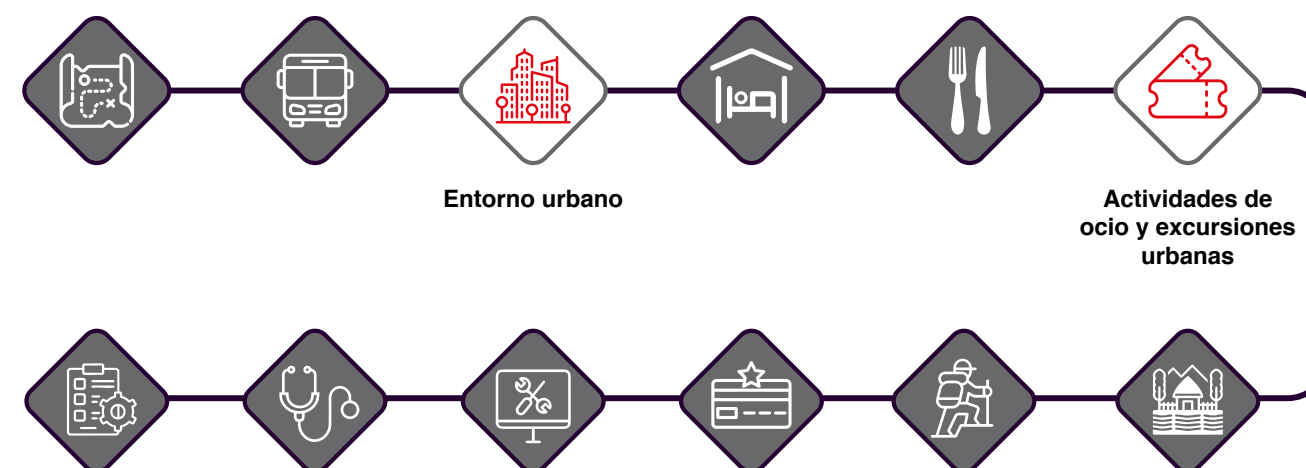 Entorno urbano
Actividades de
ocio y excursiones
urbanas